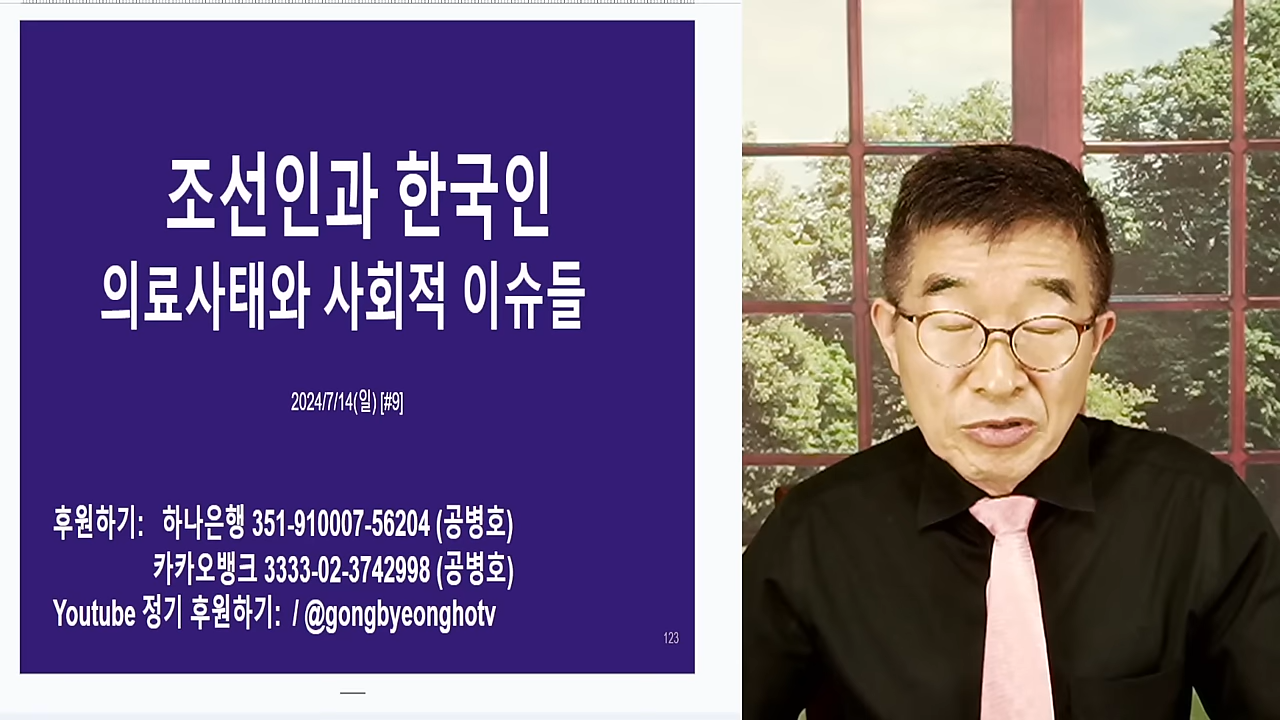 조선인과 한국인
의료사태와 사회적 이슈들
2024/7/14(일) [#9]
후원하기: 하나은행 351-910007-56204 (공병호)
카카오뱅크 3333-02-3742998 (공병호)
Youtube 정기 후원하기: / @gongbyeonghotv
123